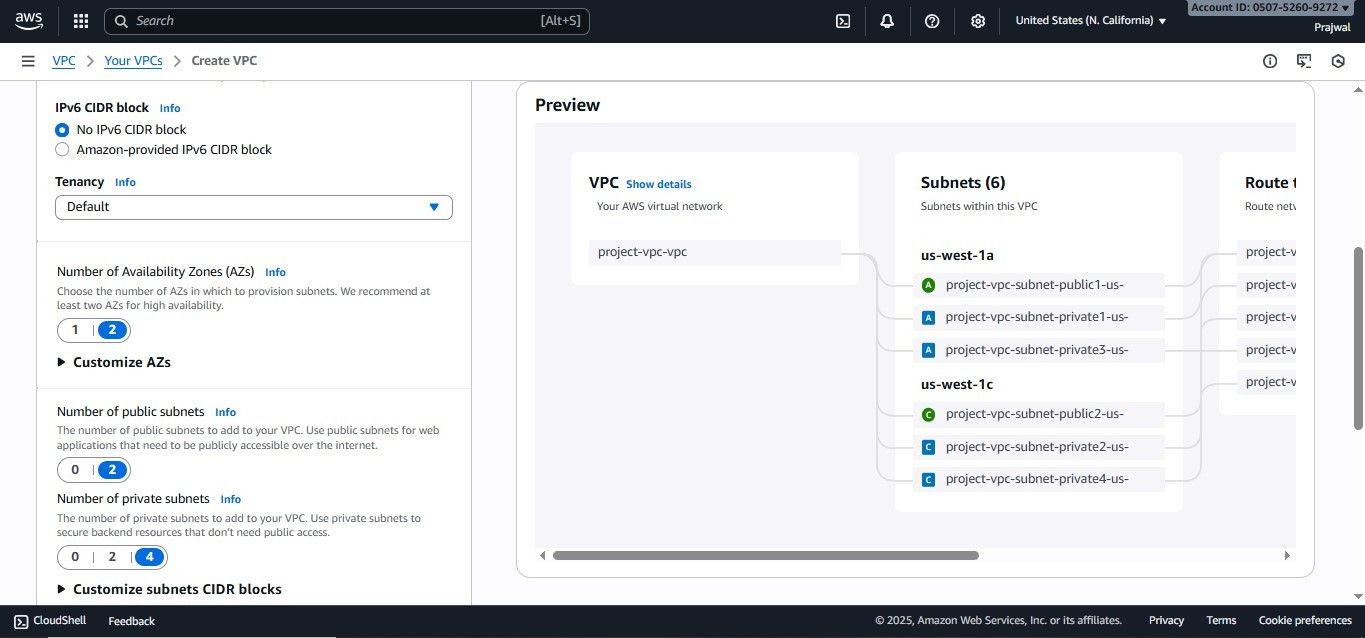 aws
Search [Alt+S]
United States (N. California)
Account ID: 0507-5260-9272
Prajwal
VPC > Your VPCs > Create VPC
IPv6 CIDR block Info
No IPv6 CIDR block
Amazon-provided IPv6 CIDR block
Tenancy Info
Default
Number of Availability Zones (AZs) Info
Choose the number of AZs in which to provision subnets. We recommend
at least two AZs for high availability.
1 | 2
Customize AZs
Number of public subnets Info
The number of public subnets to add to your VPC. Use public subnets for web
applications that need to be publicly accessible over the internet.
0 | 2
Number of private subnets Info
The number of private subnets to add to your VPC. Use private subnets to
secure backend resources that don't need public access.
0 | 2 | 4
Customize subnets CIDR blocks
Preview
VPC Show details
Your AWS virtual network
project-vpc-vpc
Subnets (6)
Subnets within this VPC
us-west-1a
A project-vpc-subnet-public1-us-
A project-vpc-subnet-private1-us-
A project-vpc-subnet-private3-us-
us-west-1c
C project-vpc-subnet-public2-us-
C project-vpc-subnet-private2-us-
C project-vpc-subnet-private4-us-
Route t
Route netw
project-v
project-v
project-v
project-v
project-v
CloudShell Feedback
© 2025, Amazon Web Services, Inc. or its affiliates. Privacy Terms Cookie preferences